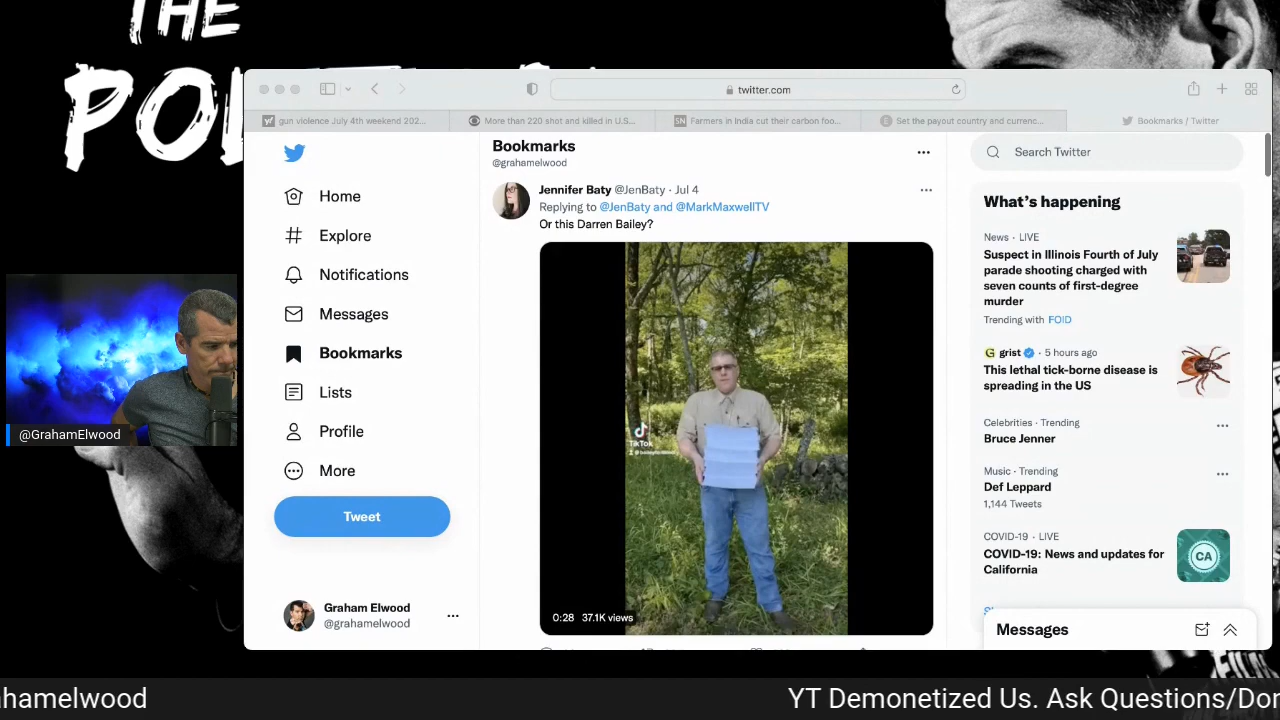 THE
twitter.com
gun violence July 4th weekend 202...
More than 220 shot and killed in U.S...
Farmers in India cut their carbon foo...
Set the payout country and currenc...
Bookmarks / Twitter
Home
Explore
Notifications
Messages
Bookmarks
Lists
Profile
More
Tweet
Graham Elwood
@grahamelwood
Bookmarks
@grahamelwood
Jennifer Baty @JenBaty · Jul 4
Replying to @JenBaty and @MarkMaxwellTV
Or this Darren Bailey?
TikTok
0:28 37.1K views
Search Twitter
What's happening
News · LIVE
Suspect in Illinois Fourth of July
parade shooting charged with
seven counts of first-degree
murder
Trending with FOID
grist · 5 hours ago
This lethal tick-borne disease is
spreading in the US
Celebrities · Trending
Bruce Jenner
Music · Trending
Def Leppard
1,144 Tweets
COVID-19 · LIVE
COVID-19: News and updates for
California
CA
Messages
@GrahamElwood
ahamelwood
YT Demonetized Us. Ask Questions/Don